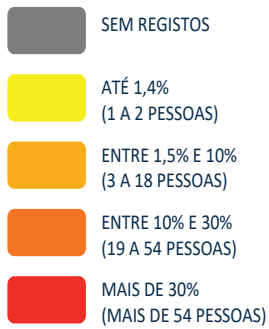 SEM REGISTOS
ATÉ 1,4%
(1 A 2 PESSOAS)
ENTRE 1,5% E 10%
(3 A 18 PESSOAS)
ENTRE 10% E 30%
(19 A 54 PESSOAS)
MAIS DE 30%
(MAIS DE 54 PESSOAS)